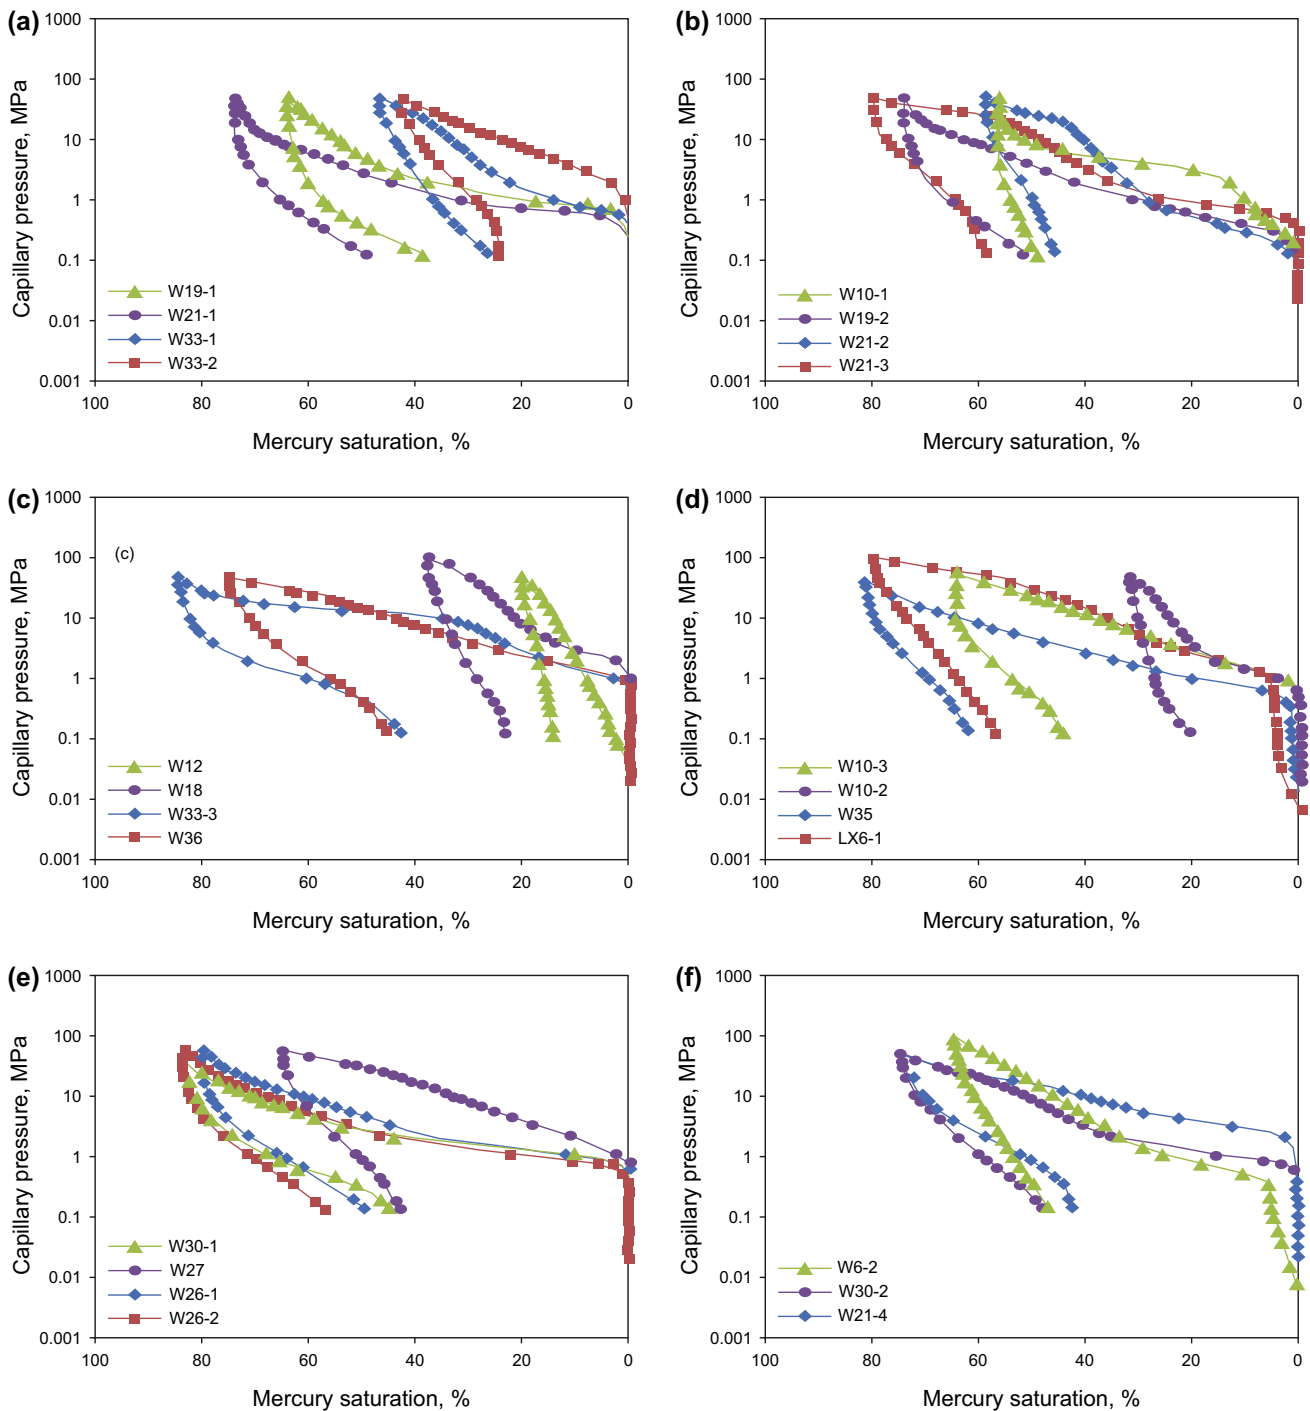 (a)
1000
100
10
1
0.1
0.01
0.001
Capillary pressure, MPa
W19-1
W21-1
W33-1
W33-2
100 80 60 40 20 0
Mercury saturation, %
(b)
1000
100
10
1
0.1
0.01
0.001
Capillary pressure, MPa
W10-1
W19-2
W21-2
W21-3
100 80 60 40 20 0
Mercury saturation, %
(c)
1000
100
10
1
0.1
0.01
0.001
Capillary pressure, MPa
(c)
W12
W18
W33-3
W36
100 80 60 40 20 0
Mercury saturation, %
(d)
1000
100
10
1
0.1
0.01
0.001
Capillary pressure, MPa
W10-3
W10-2
W35
LX6-1
100 80 60 40 20 0
Mercury saturation, %
(e)
1000
100
10
1
0.1
0.01
0.001
Capillary pressure, MPa
W30-1
W27
W26-1
W26-2
100 80 60 40 20 0
Mercury saturation, %
(f)
1000
100
10
1
0.1
0.01
0.001
Capillary pressure, MPa
W6-2
W30-2
W21-4
100 80 60 40 20 0
Mercury saturation, %